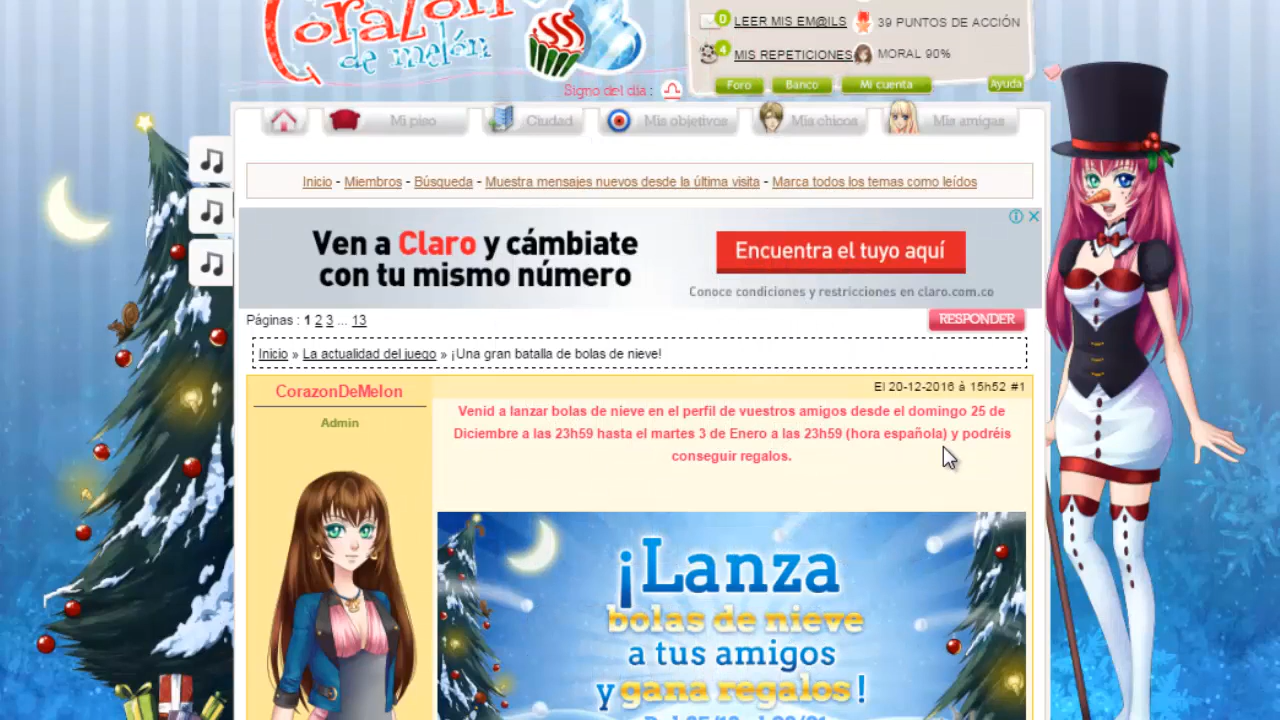 Corazón
de melón
0 LEER MIS EM@ILS 39 PUNTOS DE ACCIÓN
4 MIS REPETICIONES MORAL 90%
Signo del día :
Foro Banco Mi cuenta Ayuda
Mi piso Ciudad Mis objetivos Mis chicos Mis amigas
Inicio - Miembros - Búsqueda - Muestra mensajes nuevos desde la última visita - Marca todos los temas como leídos
Ven a Claro y cámbiate
con tu mismo número
Encuentra el tuyo aquí
Conoce condiciones y restricciones en claro.com.co
Páginas : 1 2 3 ... 13
RESPONDER
Inicio » La actualidad del juego » ¡Una gran batalla de bolas de nieve!
CorazonDeMelon
Admin
El 20-12-2016 à 15h52 #1
Venid a lanzar bolas de nieve en el perfil de vuestros amigos desde el domingo 25 de
Diciembre a las 23h59 hasta el martes 3 de Enero a las 23h59 (hora española) y podréis
conseguir regalos.
¡Lanza
bolas de nieve
a tus amigos
y gana regalos!